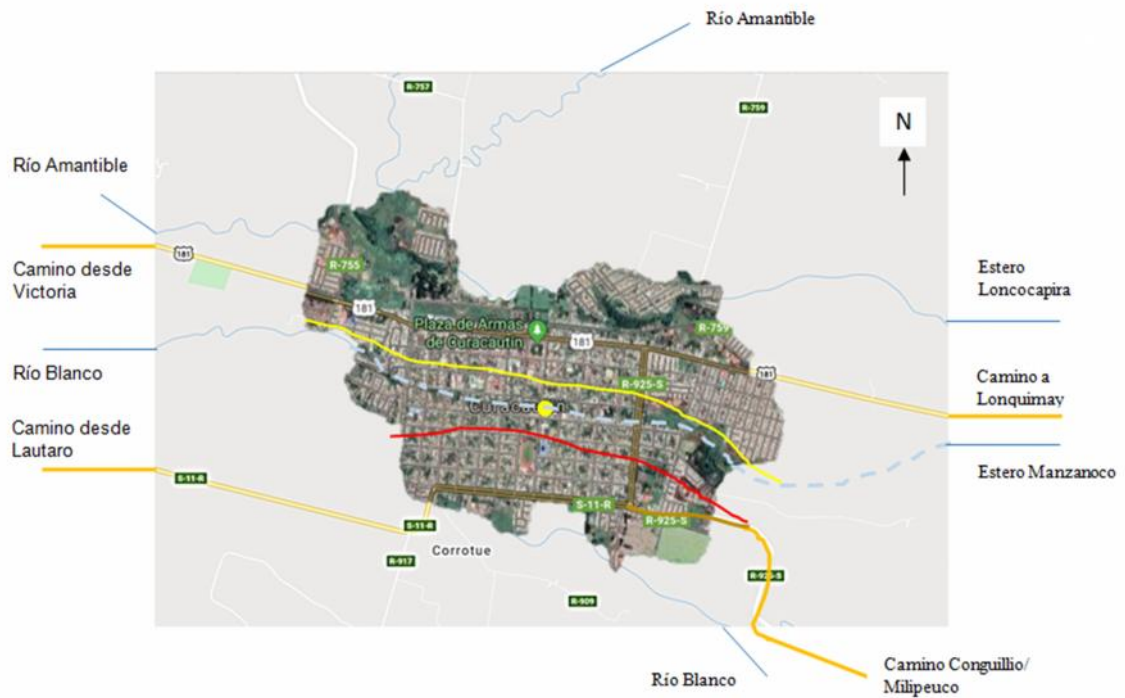 Río Amantible
R-757
R-759
N
Río Amantible
181
Camino desde
Victoria
R-755
181
Plaza de Armas
de Curacautín
181
R-759
181
Estero
Loncocapira
Río Blanco
R-925-S
Camino a
Lonquimay
Camino desde
Lautaro
Estero Manzanoco
S-11-R
S-11-R
S-11-R
R-925-S
Corrotue
R-917
R-925-S
R-909
Río Blanco
Camino Conguillio/
Milipeuco